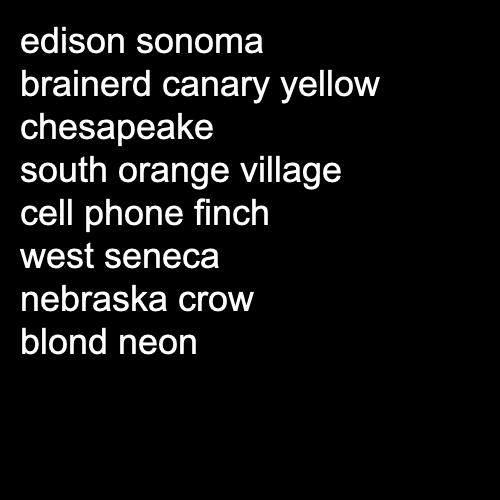 edison sonoma
brainerd canary yellow
chesapeake
south orange village
cell phone finch
west seneca
nebraska crow
blond neon